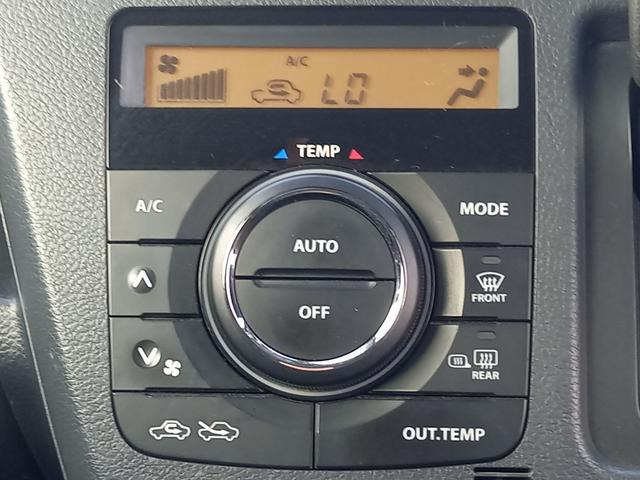 A/C
LO
TEMP
A/C
MODE
AUTO
OFF
FRONT
REAR
OUT.TEMP